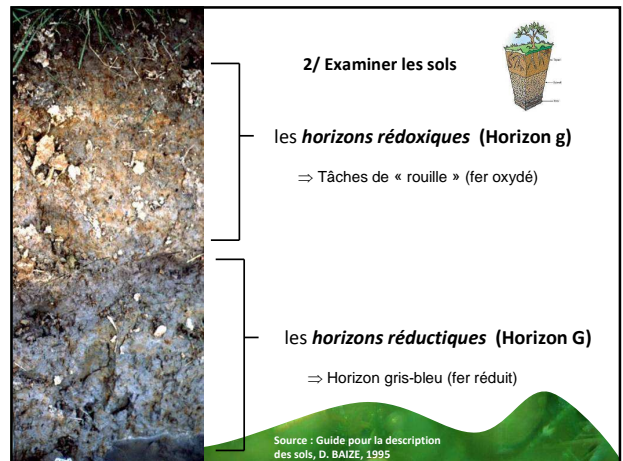 2/ Examiner les sols
les horizons rédoxiques (Horizon g)
⇒ Tâches de « rouille » (fer oxydé)
les horizons réductiques (Horizon G)
⇒ Horizon gris-bleu (fer réduit)
Source : Guide pour la description
des sols, D. BAIZE, 1995